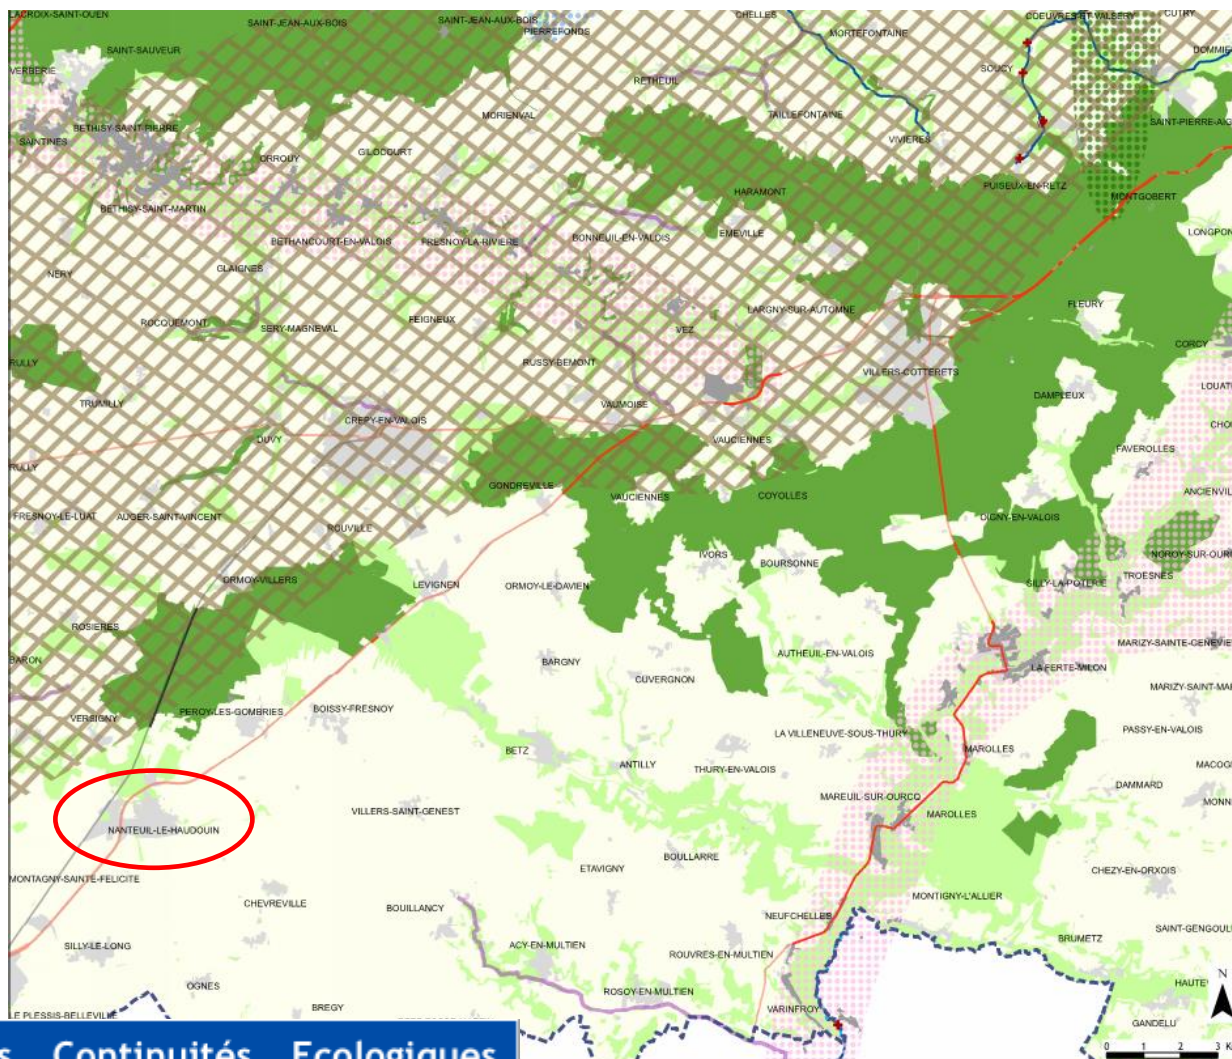 LACROIX-SAINT-OUEN
SAINT-JEAN-AUX-BOIS
SAINT-JEAN-AUX-BOIS
PIERREFONDS
CHELLES
MORTEFONTAINE
COEUVRES-ET-VALSERY
CUTRY
SAINT-SAUVEUR
VERBERIE
SOUCY
DOMMIE
RETHEUIL
TAILLEFONTAINE
MORIENVAL
BETHISY-SAINT-PIERRE
SAINTINES
VIVIERES
SAINT-PIERRE-AIG
ORROUY
GILOCOURT
HARAMONT
PUISEUX-EN-RETZ
MONTGOBERT
BETHISY-SAINT-MARTIN
BETHANCOURT-EN-VALOIS
FRESNOY-LA-RIVIERE
BONNEUIL-EN-VALOIS
EMEVILLE
LONGPON
NERY
GLAIGNES
ROCQUEMONT
SERY-MAGNEVAL
FEIGNEUX
LARGNY-SUR-AUTOMNE
FLEURY
VEZ
RULLY
RUSSY-BEMONT
VILLERS-COTTERETS
CORCY
LOUAT
TRUMILLY
VAUMOISE
DAMPLEUX
CREPY-EN-VALOIS
CHO
DUVY
VAUCIENNES
FAVEROLLES
RULLY
GONDREVILLE
VAUCIENNES
COYOLLES
ANCIENVIL
FRESNOY-LE-LUAT
AUGER-SAINT-VINCENT
ROUVILLE
OIGNY-EN-VALOIS
IVORS
BOURSONNE
NOROY-SUR-OURC
ORMOY-VILLERS
LEVIGNEN
ORMOY-LE-DAVIEN
SILLY-LA-POTERIE
TROESNES
ROSIERES
BARON
BARGNY
CUVERGNON
AUTHEUIL-EN-VALOIS
LA FERTE-MILON
MARIZY-SAINTE-GENEVIE
MARIZY-SAINT-MA
VERSIGNY
PEROY-LES-GOMBRIES
BOISSY-FRESNOY
LA VILLENEUVE-SOUS-THURY
PASSY-EN-VALOIS
BETZ
ANTILLY
THURY-EN-VALOIS
MAROLLES
MACOG
DAMMARD
MAREUIL-SUR-OURCQ
MONN
VILLERS-SAINT-GENEST
MAROLLES
NANTEUIL-LE-HAUDOUIN
BOULLARRE
ETAVIGNY
CHEZY-EN-ORXOIS
MONTAGNY-SAINTE-FELICITE
CHEVREVILLE
BOUILLANCY
MONTIGNY-L'ALLIER
NEUFCHELLES
SAINT-GENGOUL
SILLY-LE-LONG
ACY-EN-MULTIEN
ROUVRES-EN-MULTIEN
BRUMETZ
OGNES
ROSOY-EN-MULTIEN
HAUTE
N
LE PLESSIS-BELLEVILLE
BREGY
VARINFROY
GANDELU
0 1 2 3 K
s Continuités Ecologiques